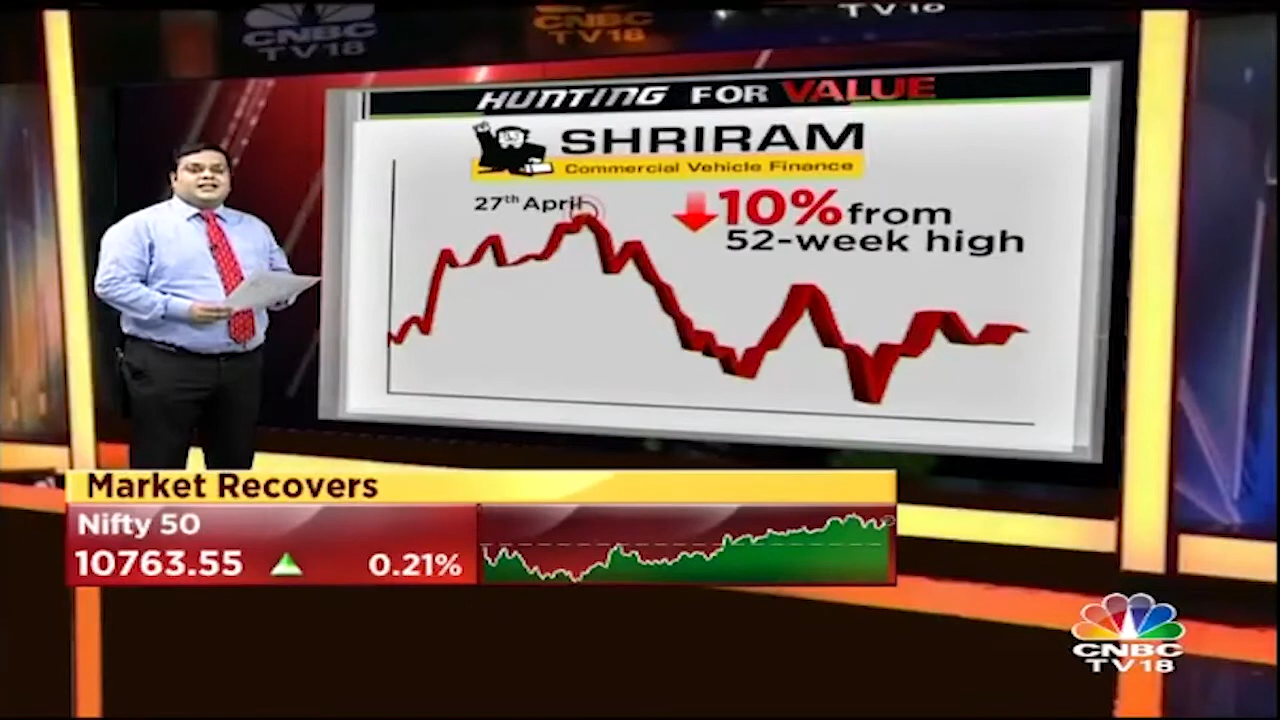 CNBC
TV18
CNBC
TV18
TV18
HUNTING FOR VALUE
SHRIRAM
Commercial Vehicle Finance
27th April
10% from
52-week high
Market Recovers
Nifty 50
10763.55
0.21%
CNBC
TV18